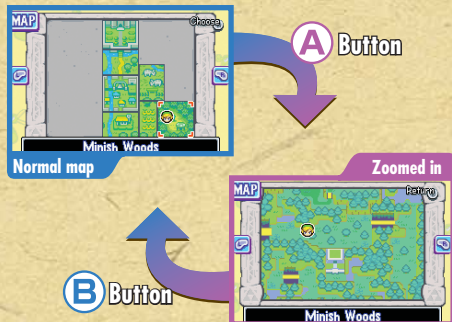 MAP
Choose
A Button
Minish Woods
Normal map
Zoomed in
MAP
Return
B Button
Minish Woods